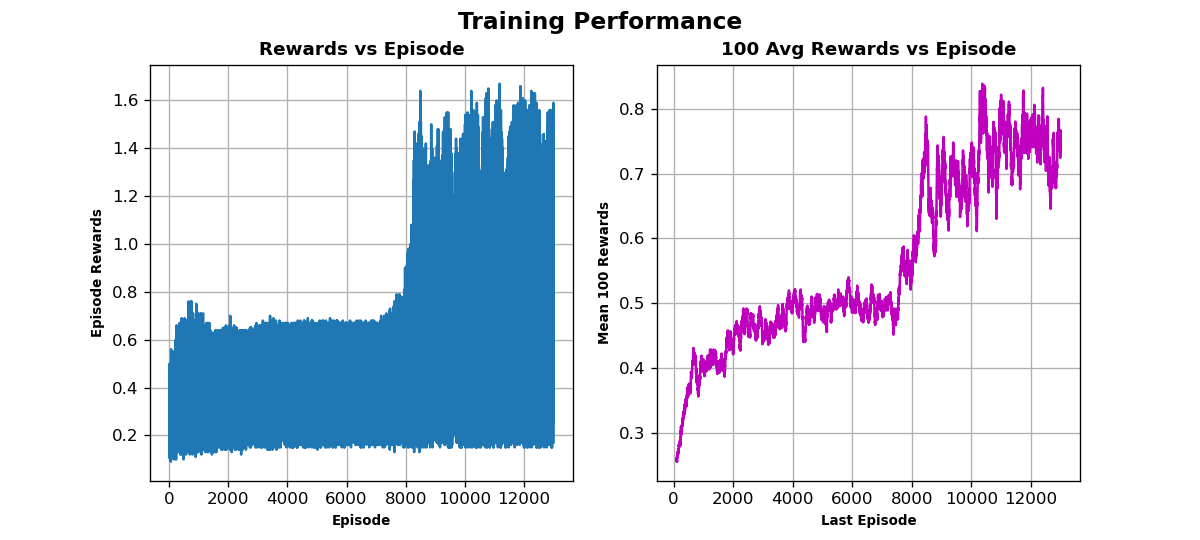 Training Performance
Rewards vs Episode
Episode Rewards
1.6
1.4
1.2
1.0
0.8
0.6
0.4
0.2
0 2000 4000 6000 8000 10000 12000
Episode
100 Avg Rewards vs Episode
Mean 100 Rewards
0.8
0.7
0.6
0.5
0.4
0.3
0 2000 4000 6000 8000 10000 12000
Last Episode